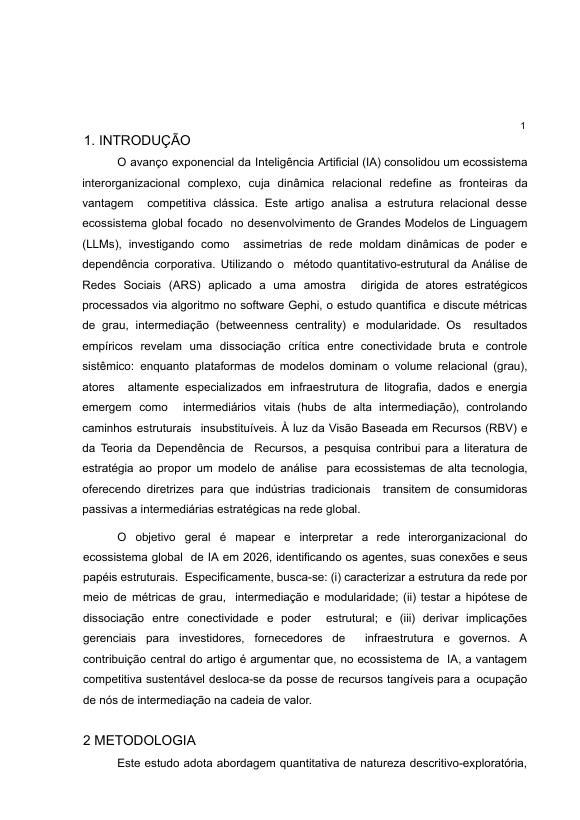 1
1. INTRODUÇÃO
O avanço exponencial da Inteligência Artificial (IA) consolidou um ecossistema
interorganizacional complexo, cuja dinâmica relacional redefine as fronteiras da
vantagem competitiva clássica. Este artigo analisa a estrutura relacional desse
ecossistema global focado no desenvolvimento de Grandes Modelos de Linguagem
(LLMs), investigando como assimetrias de rede moldam dinâmicas de poder e
dependência corporativa. Utilizando o método quantitativo-estrutural da Análise de
Redes Sociais (ARS) aplicado a uma amostra dirigida de atores estratégicos
processados via algoritmo no software Gephi, o estudo quantifica e discute métricas
de grau, intermediação (betweenness centrality) e modularidade. Os resultados
empíricos revelam uma dissociação crítica entre conectividade bruta e controle
sistêmico: enquanto plataformas de modelos dominam o volume relacional (grau),
atores altamente especializados em infraestrutura de litografia, dados e energia
emergem como intermediários vitais (hubs de alta intermediação), controlando
caminhos estruturais insubstituíveis. À luz da Visão Baseada em Recursos (RBV) e
da Teoria da Dependência de Recursos, a pesquisa contribui para a literatura de
estratégia ao propor um modelo de análise para ecossistemas de alta tecnologia,
oferecendo diretrizes para que indústrias tradicionais transitem de consumidoras
passivas a intermediárias estratégicas na rede global.
O objetivo geral é mapear e interpretar a rede interorganizacional do
ecossistema global de IA em 2026, identificando os agentes, suas conexões e seus
papéis estruturais. Especificamente, busca-se: (i) caracterizar a estrutura da rede por
meio de métricas de grau, intermediação e modularidade; (ii) testar a hipótese de
dissociação entre conectividade e poder estrutural; e (iii) derivar implicações
gerenciais para investidores, fornecedores de infraestrutura e governos. A
contribuição central do artigo é argumentar que, no ecossistema de IA, a vantagem
competitiva sustentável desloca-se da posse de recursos tangíveis para a ocupação
de nós de intermediação na cadeia de valor.
2 METODOLOGIA
Este estudo adota abordagem quantitativa de natureza descritivo-exploratória,